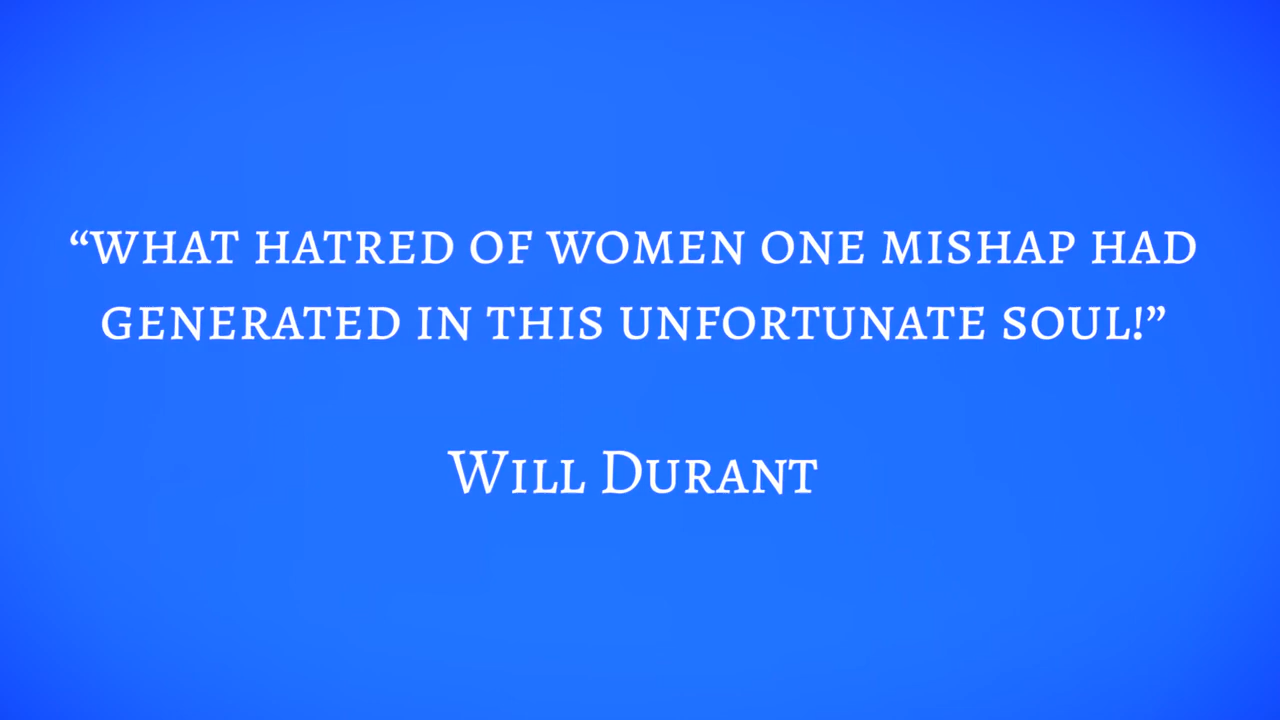 “WHAT HATRED OF WOMEN ONE MISHAP HAD
GENERATED IN THIS UNFORTUNATE SOUL!”
WILL DURANT